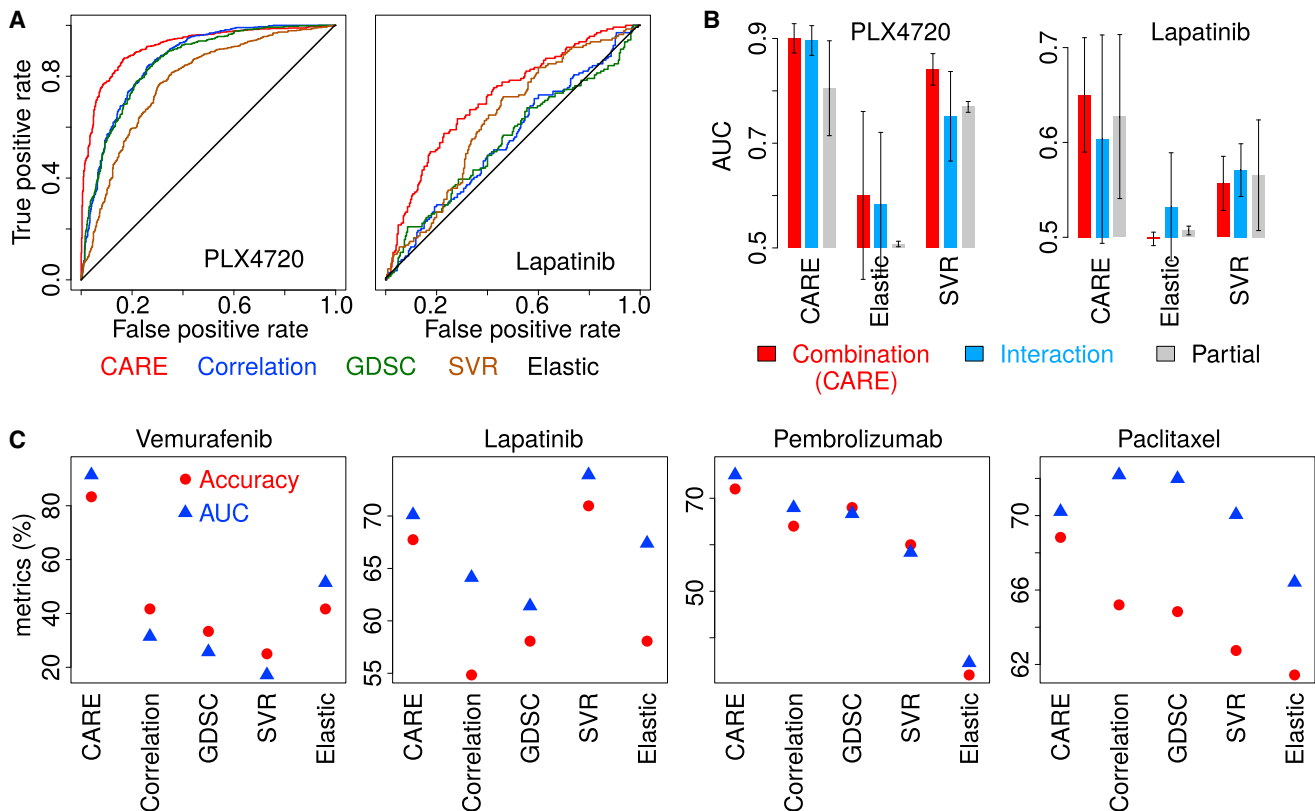 A
True positive rate
0.0
0.4
0.8
PLX4720
Lapatinib
0.2
0.6
1.0
0.2
0.6
1.0
False positive rate
False positive rate
CARE Correlation GDSC SVR Elastic
B
PLX4720
Lapatinib
AUC
0.5
0.7
0.9
0.5
0.6
0.7
CARE
Elastic
SVR
CARE
Elastic
SVR
Combination
(CARE)
Interaction
Partial
C
Vemurafenib
Lapatinib
Pembrolizumab
Paclitaxel
Accuracy
AUC
metrics (%)
20
40
60
80
55
60
65
70
50
70
62
66
70
CARE
Correlation
GDSC
SVR
Elastic
CARE
Correlation
GDSC
SVR
Elastic
CARE
Correlation
GDSC
SVR
Elastic
CARE
Correlation
GDSC
SVR
Elastic